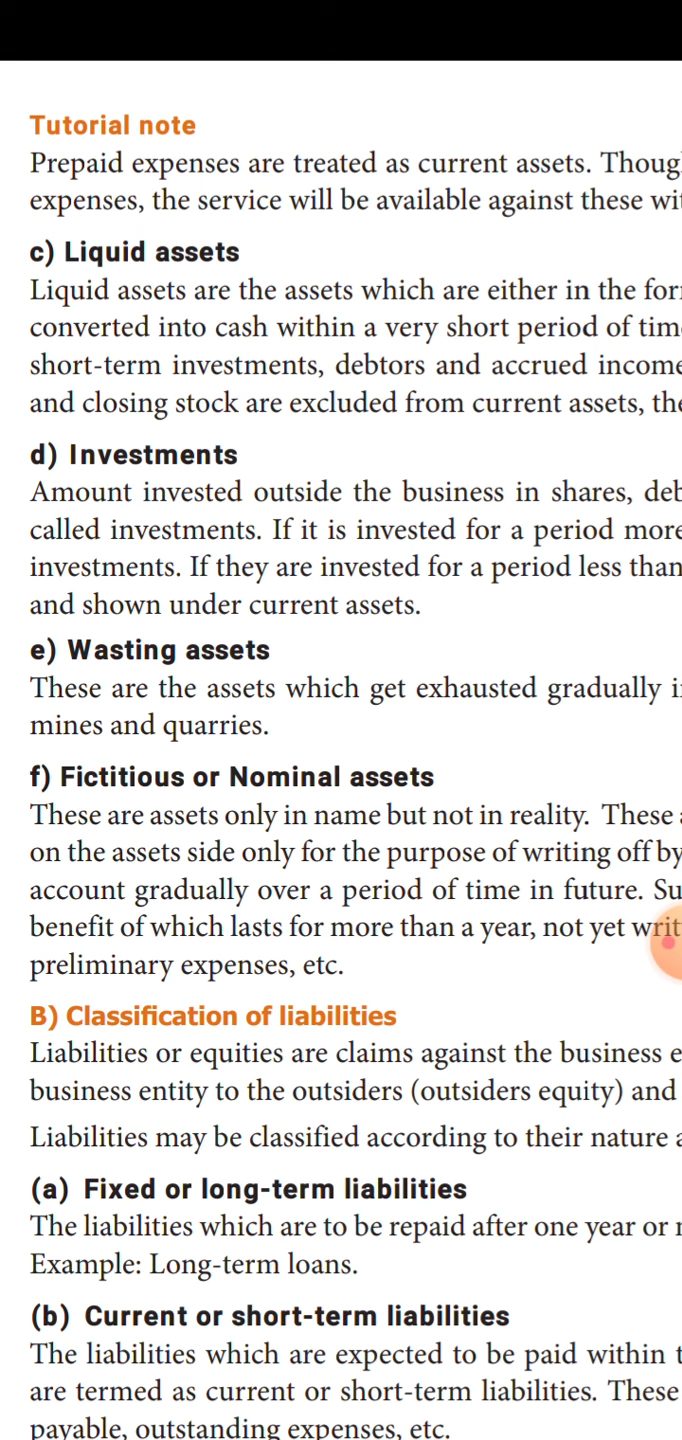 Tutorial note
Prepaid expenses are treated as current assets. Thoug
expenses, the service will be available against these wi
c) Liquid assets
Liquid assets are the assets which are either in the for
converted into cash within a very short period of tim
short-term investments, debtors and accrued income
and closing stock are excluded from current assets, the
d) Investments
Amount invested outside the business in shares, deb
called investments. If it is invested for a period more
investments. If they are invested for a period less than
and shown under current assets.
e) Wasting assets
These are the assets which get exhausted gradually i
mines and quarries.
f) Fictitious or Nominal assets
These are assets only in name but not in reality. These
on the assets side only for the purpose of writing off by
account gradually over a period of time in future. Su
benefit of which lasts for more than a year, not yet writ
preliminary expenses, etc.
B) Classification of liabilities
Liabilities or equities are claims against the business e
business entity to the outsiders (outsiders equity) and
Liabilities may be classified according to their nature a
(a) Fixed or long-term liabilities
The liabilities which are to be repaid after one year or
Example: Long-term loans.
(b) Current or short-term liabilities
The liabilities which are expected to be paid within t
are termed as current or short-term liabilities. These
payable, outstanding expenses, etc.